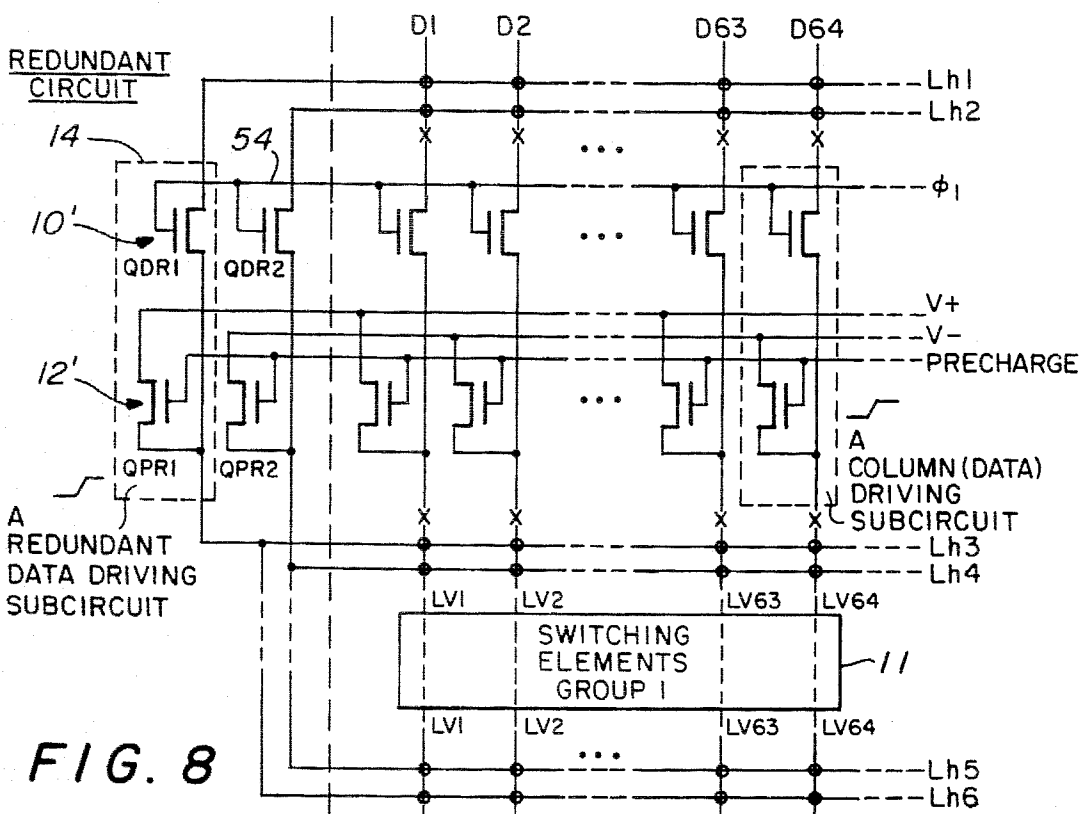 D1 D2 D63 D64
REDUNDANT
CIRCUIT
Lh1
Lh2
14
54
10'
QDR1 QDR2
ϕ1
V+
V-
PRECHARGE
12'
QPR1 QPR2
A
REDUNDANT
DATA DRIVING
SUBCIRCUIT
A
COLUMN (DATA)
DRIVING
SUBCIRCUIT
Lh3
Lh4
LV1 LV2 LV63 LV64
SWITCHING
ELEMENTS
GROUP 1
11
LV1 LV2 LV63 LV64
Lh5
Lh6
FIG. 8